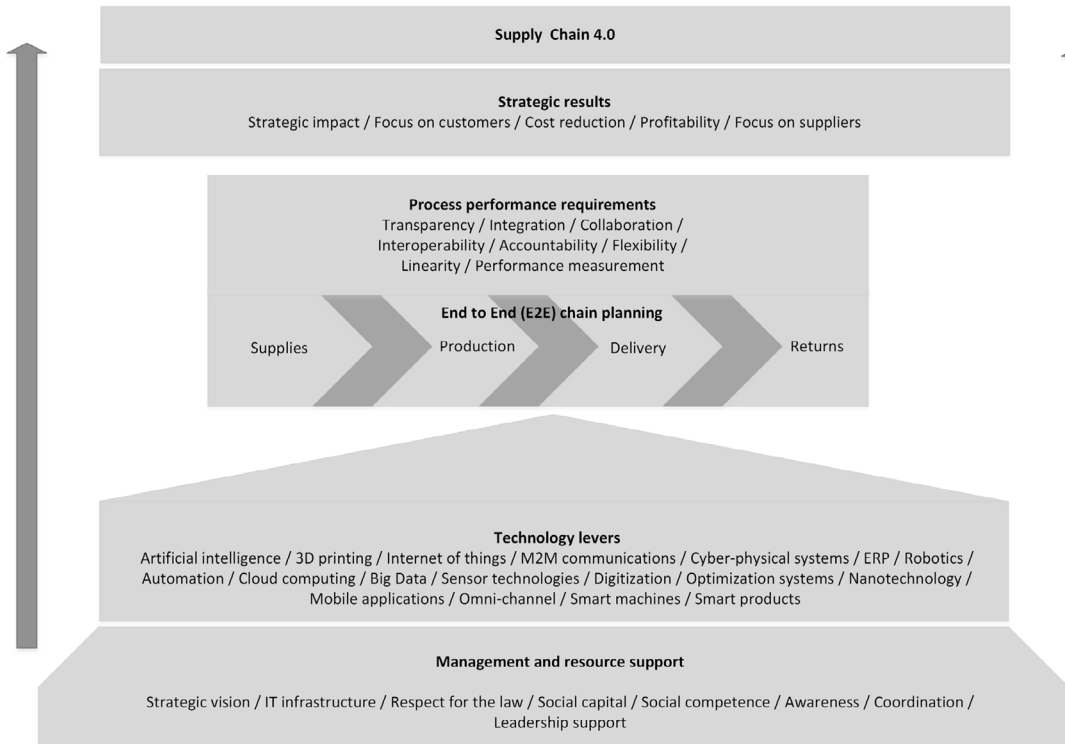 Supply Chain 4.0
Strategic results
Strategic impact / Focus on customers / Cost reduction / Profitability / Focus on suppliers
Process performance requirements
Transparency / Integration / Collaboration /
Interoperability / Accountability / Flexibility /
Linearity / Performance measurement
End to End (E2E) chain planning
Supplies
Production
Delivery
Returns
Technology levers
Artificial intelligence / 3D printing / Internet of things / M2M communications / Cyber-physical systems / ERP / Robotics /
Automation / Cloud computing / Big Data / Sensor technologies / Digitization / Optimization systems / Nanotechnology /
Mobile applications / Omni-channel / Smart machines / Smart products
Management and resource support
Strategic vision / IT infrastructure / Respect for the law / Social capital / Social competence / Awareness / Coordination /
Leadership support